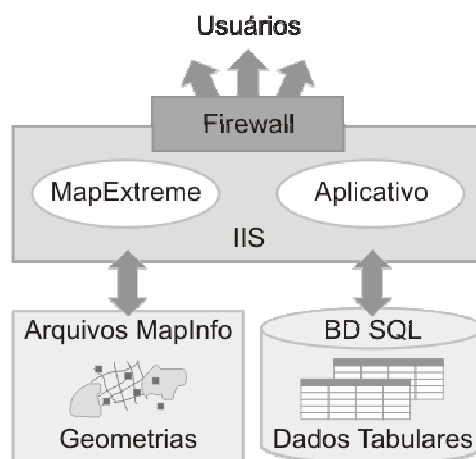 Usuários
Firewall
MapExtreme
Aplicativo
IIS
Arquivos MapInfo
Geometrias
BD SQL
Dados Tabulares